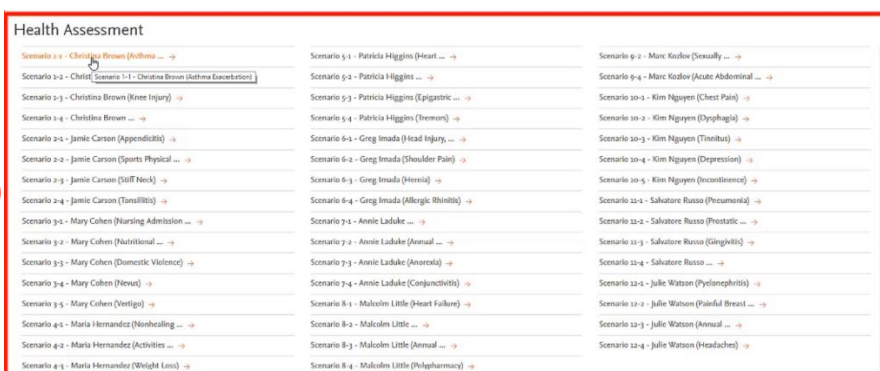 Health Assessment
Scenario 1-1 - Christina Brown (Asthma ... →
Scenario 1-2 - Christ
Scenario 1-1 - Christina Brown (Asthma Exacerbation)
Scenario 1-3 - Christina Brown (Knee Injury) →
Scenario 1-4 - Christina Brown ... →
Scenario 2-1 - Jamie Carson (Appendicitis) →
Scenario 2-2 - Jamie Carson (Sports Physical ... →
Scenario 2-3 - Jamie Carson (Stiff Neck) →
Scenario 2-4 - Jamie Carson (Tonsillitis) →
Scenario 3-1 - Mary Cohen (Nursing Admission ... →
Scenario 3-2 - Mary Cohen (Nutritional ... →
Scenario 3-3 - Mary Cohen (Domestic Violence) →
Scenario 3-4 - Mary Cohen (Nevus) →
Scenario 3-5 - Mary Cohen (Vertigo) →
Scenario 4-1 - Maria Hernandez (Nonhealing ... →
Scenario 4-2 - Maria Hernandez (Activities ... →
Scenario 4-3 - Maria Hernandez (Weight Loss) →
Scenario 5-1 - Patricia Higgins (Heart ... →
Scenario 5-2 - Patricia Higgins ... →
Scenario 5-3 - Patricia Higgins (Epigastric ... →
Scenario 5-4 - Patricia Higgins (Tremors) →
Scenario 6-1 - Greg Imada (Head Injury, ... →
Scenario 6-2 - Greg Imada (Shoulder Pain) →
Scenario 6-3 - Greg Imada (Hernia) →
Scenario 6-4 - Greg Imada (Allergic Rhinitis) →
Scenario 7-1 - Annie Laduke ... →
Scenario 7-2 - Annie Laduke (Annual ... →
Scenario 7-3 - Annie Laduke (Anorexia) →
Scenario 7-4 - Annie Laduke (Conjunctivitis) →
Scenario 8-1 - Malcolm Little (Heart Failure) →
Scenario 8-2 - Malcolm Little ... →
Scenario 8-3 - Malcolm Little (Annual ... →
Scenario 8-4 - Malcolm Little (Polypharmacy) →
Scenario 9-2 - Marc Kozlov (Sexually ... →
Scenario 9-4 - Marc Kozlov (Acute Abdominal ... →
Scenario 10-1 - Kim Nguyen (Chest Pain) →
Scenario 10-2 - Kim Nguyen (Dysphagia) →
Scenario 10-3 - Kim Nguyen (Tinnitus) →
Scenario 10-4 - Kim Nguyen (Depression) →
Scenario 10-5 - Kim Nguyen (Incontinence) →
Scenario 11-1 - Salvatore Russo (Pneumonia) →
Scenario 11-2 - Salvatore Russo (Prostatic ... →
Scenario 11-3 - Salvatore Russo (Gingivitis) →
Scenario 11-4 - Salvatore Russo ... →
Scenario 12-1 - Julie Watson (Pyelonephritis) →
Scenario 12-2 - Julie Watson (Painful Breast ... →
Scenario 12-3 - Julie Watson (Annual ... →
Scenario 12-4 - Julie Watson (Headaches) →